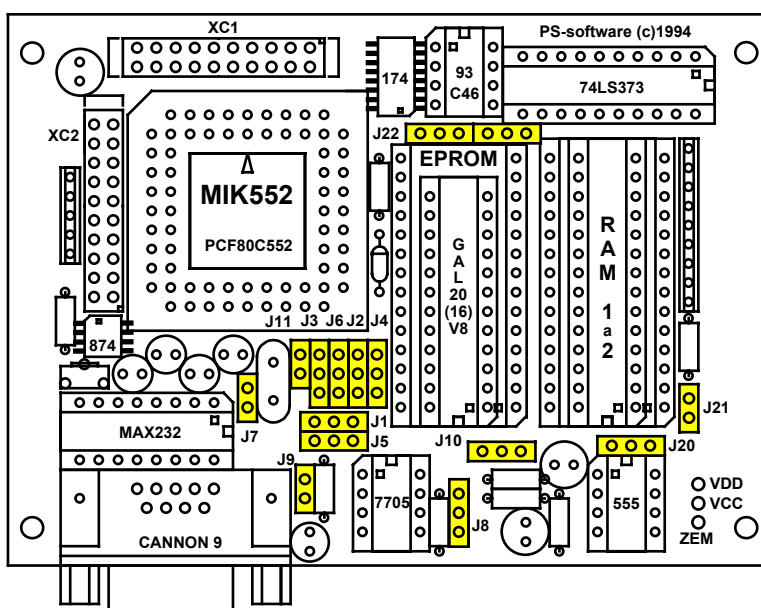 XC1
PS-software (c)1994
174
93
C46
74LS373
XC2
J22
EPROM
MIK552
PCF80C552
G
A
L
20
(16)
V8
R
A
M
1a
2
874
J11
J3
J6
J2
J4
J21
J7
J1
J5
MAX232
J10
J20
J9
7705
555
VDD
VCC
J8
ZEM
CANNON 9